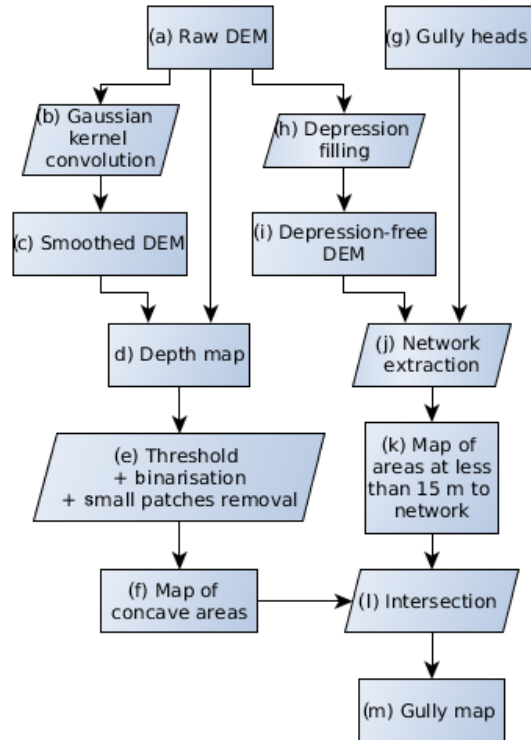 (a) Raw DEM
(g) Gully heads
(b) Gaussian
kernel
convolution
(h) Depression
filling
(c) Smoothed DEM
(i) Depression-free
DEM
d) Depth map
(j) Network
extraction
(e) Threshold
+ binarisation
+ small patches removal
(k) Map of
areas at less
than 15 m to
network
(f) Map of
concave areas
(l) Intersection
(m) Gully map